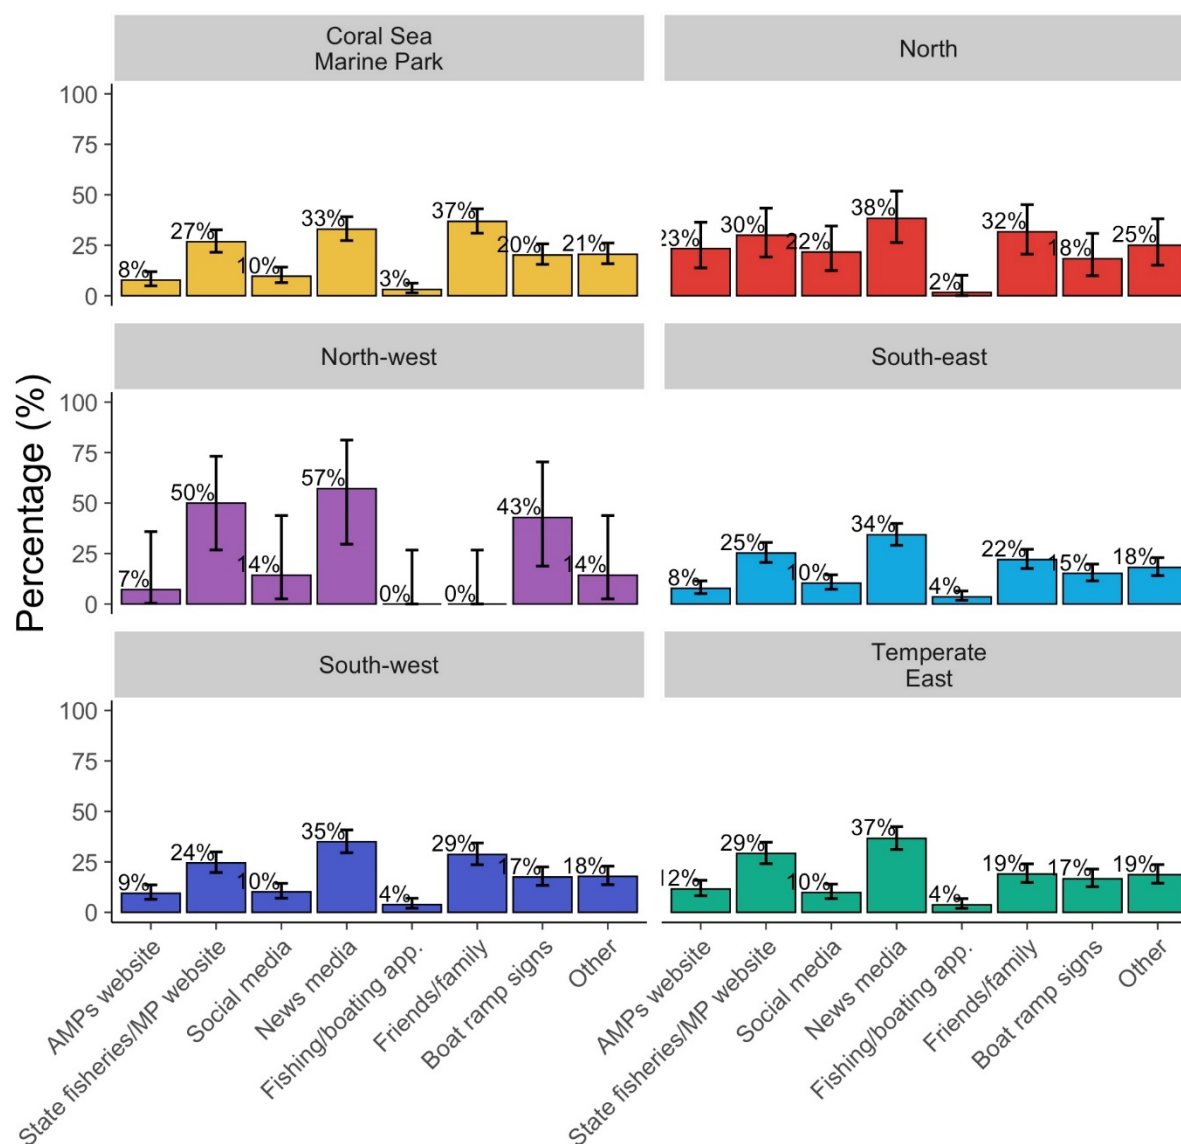 Coral Sea
Marine Park
North
100
75
50
25
0
8%
27%
10%
33%
3%
37%
20%
21%
23%
30%
22%
38%
2%
32%
18%
25%
North-west
South-east
Percentage (%)
100
75
50
25
0
7%
50%
14%
57%
0%
0%
43%
14%
8%
25%
10%
34%
4%
22%
15%
18%
South-west
Temperate
East
100
75
50
25
0
9%
24%
10%
35%
4%
29%
17%
18%
12%
29%
10%
37%
4%
19%
17%
19%
AMPs website
State fisheries/MP website
Social media
News media
Fishing/boating app.
Friends/family
Boat ramp signs
Other
AMPs website
State fisheries/MP website
Social media
News media
Fishing/boating app.
Friends/family
Boat ramp signs
Other